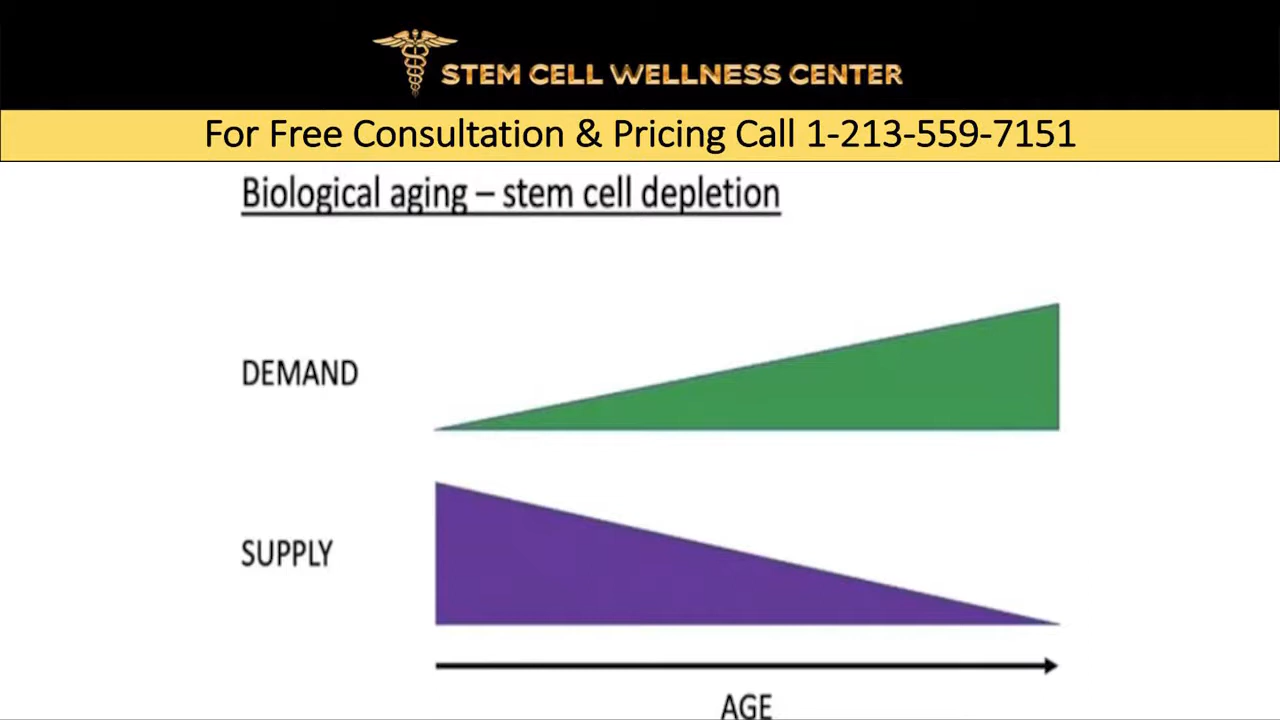 STEM CELL WELLNESS CENTER
For Free Consultation & Pricing Call 1-213-559-7151
Biological aging – stem cell depletion
DEMAND
SUPPLY
AGE